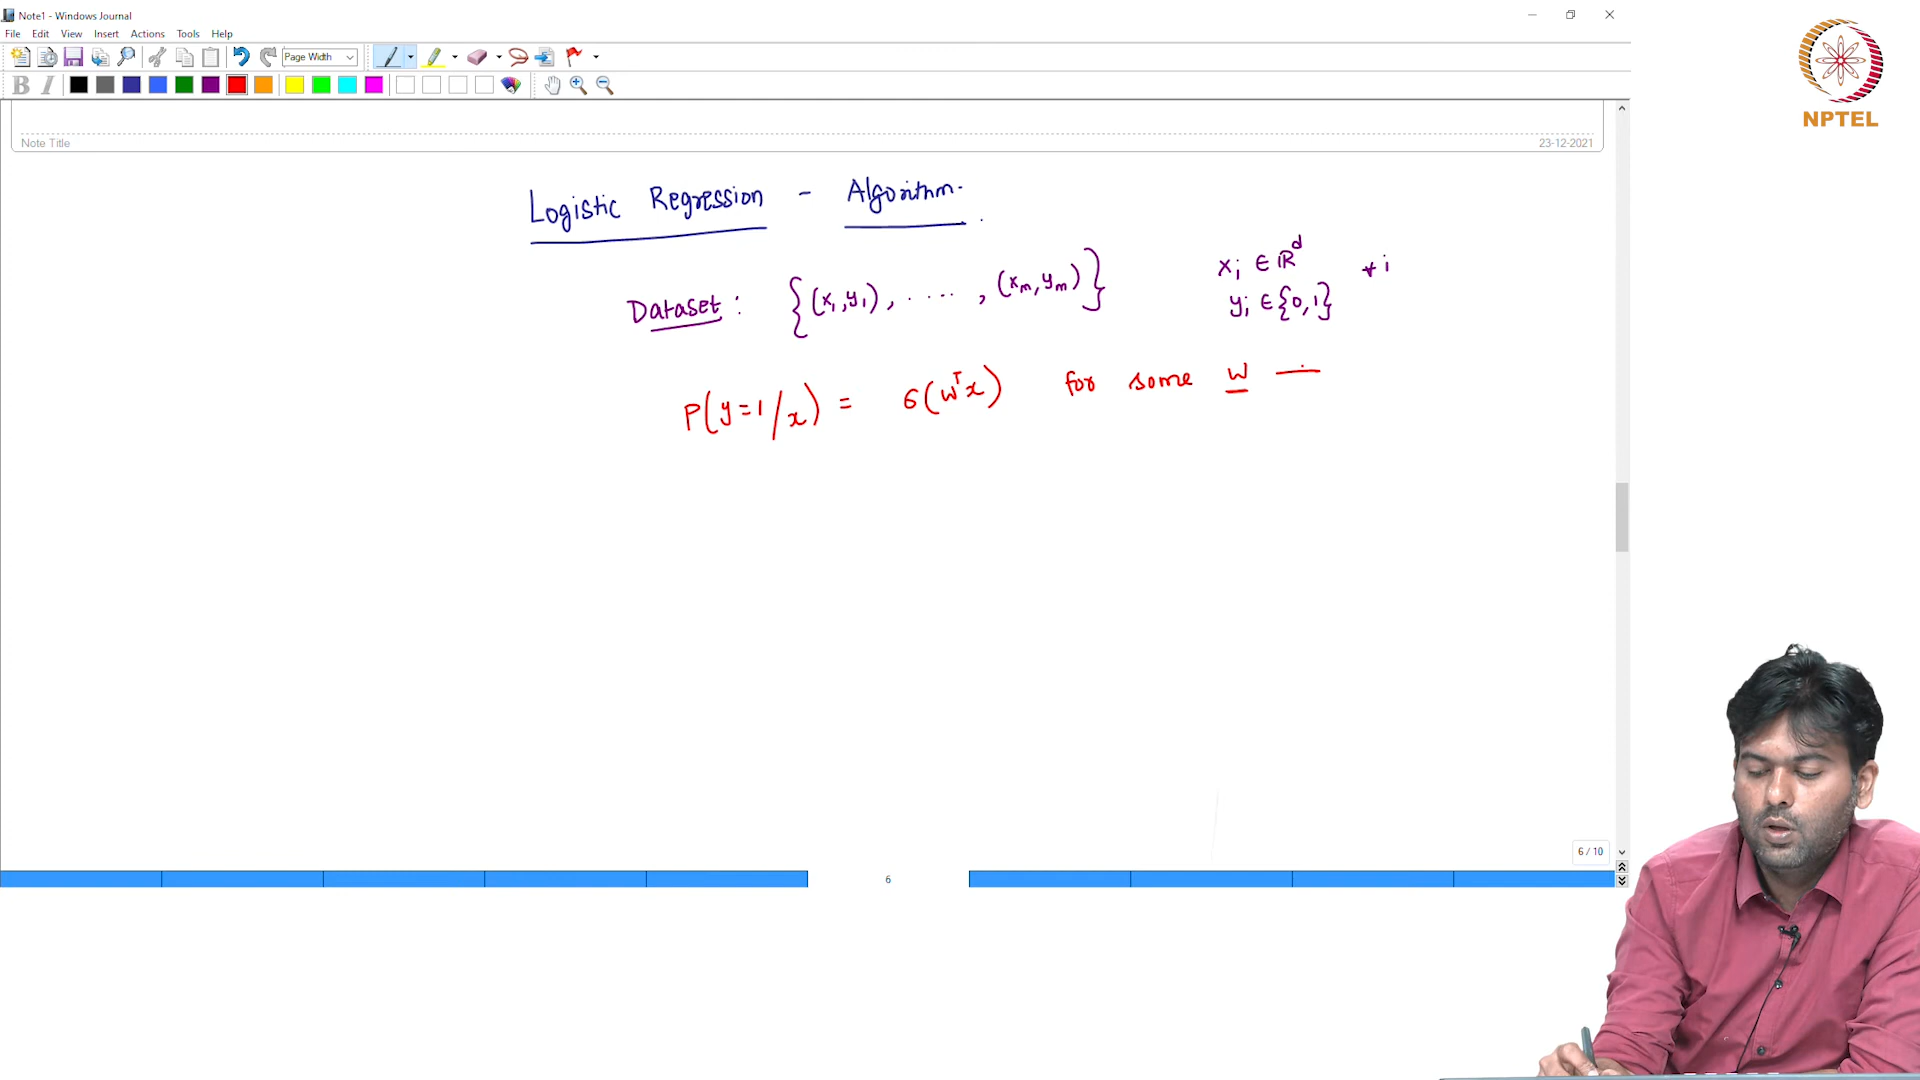 Note1 - Windows Journal
File Edit View Insert Actions Tools Help
Page Width
B I
NPTEL
Note Title 23-12-2021
Logistic Regression - Algorithm.
Dataset : {(x₁,y₁), ...., (xₘ,yₘ)} xᵢ ∈ ℝᵈ ∀ i
yᵢ ∈ {0,1}
P(y=1/x) = σ(wᵀx) for some w —
6 / 10
6